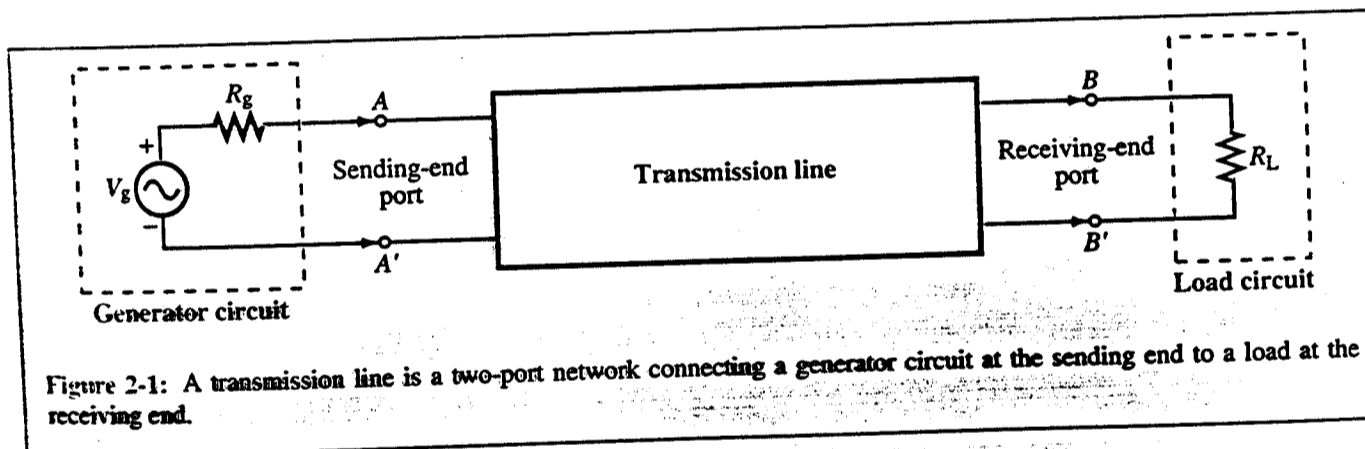 Rg
A
B
+
Vg
−
Sending-end
port
Transmission line
Receiving-end
port
RL
A'
B'
Generator circuit
Load circuit
Figure 2-1: A transmission line is a two-port network connecting a generator circuit at the sending end to a load at the
receiving end.